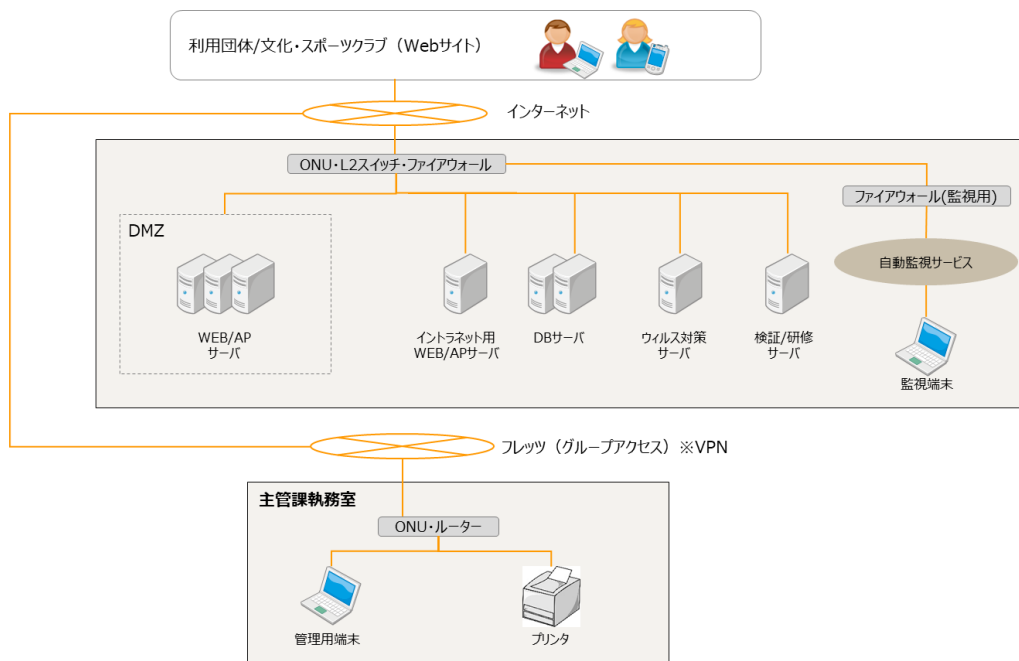 利用団体/文化・スポーツクラブ（Webサイト）
インターネット
ONU・L2スイッチ・ファイアウォール
ファイアウォール(監視用)
DMZ
自動監視サービス
WEB/AP
サーバ
イントラネット用
WEB/APサーバ
DBサーバ
ウィルス対策
サーバ
検証/研修
サーバ
監視端末
フレッツ（グループアクセス）※VPN
主管課執務室
ONU・ルーター
管理用端末
プリンタ